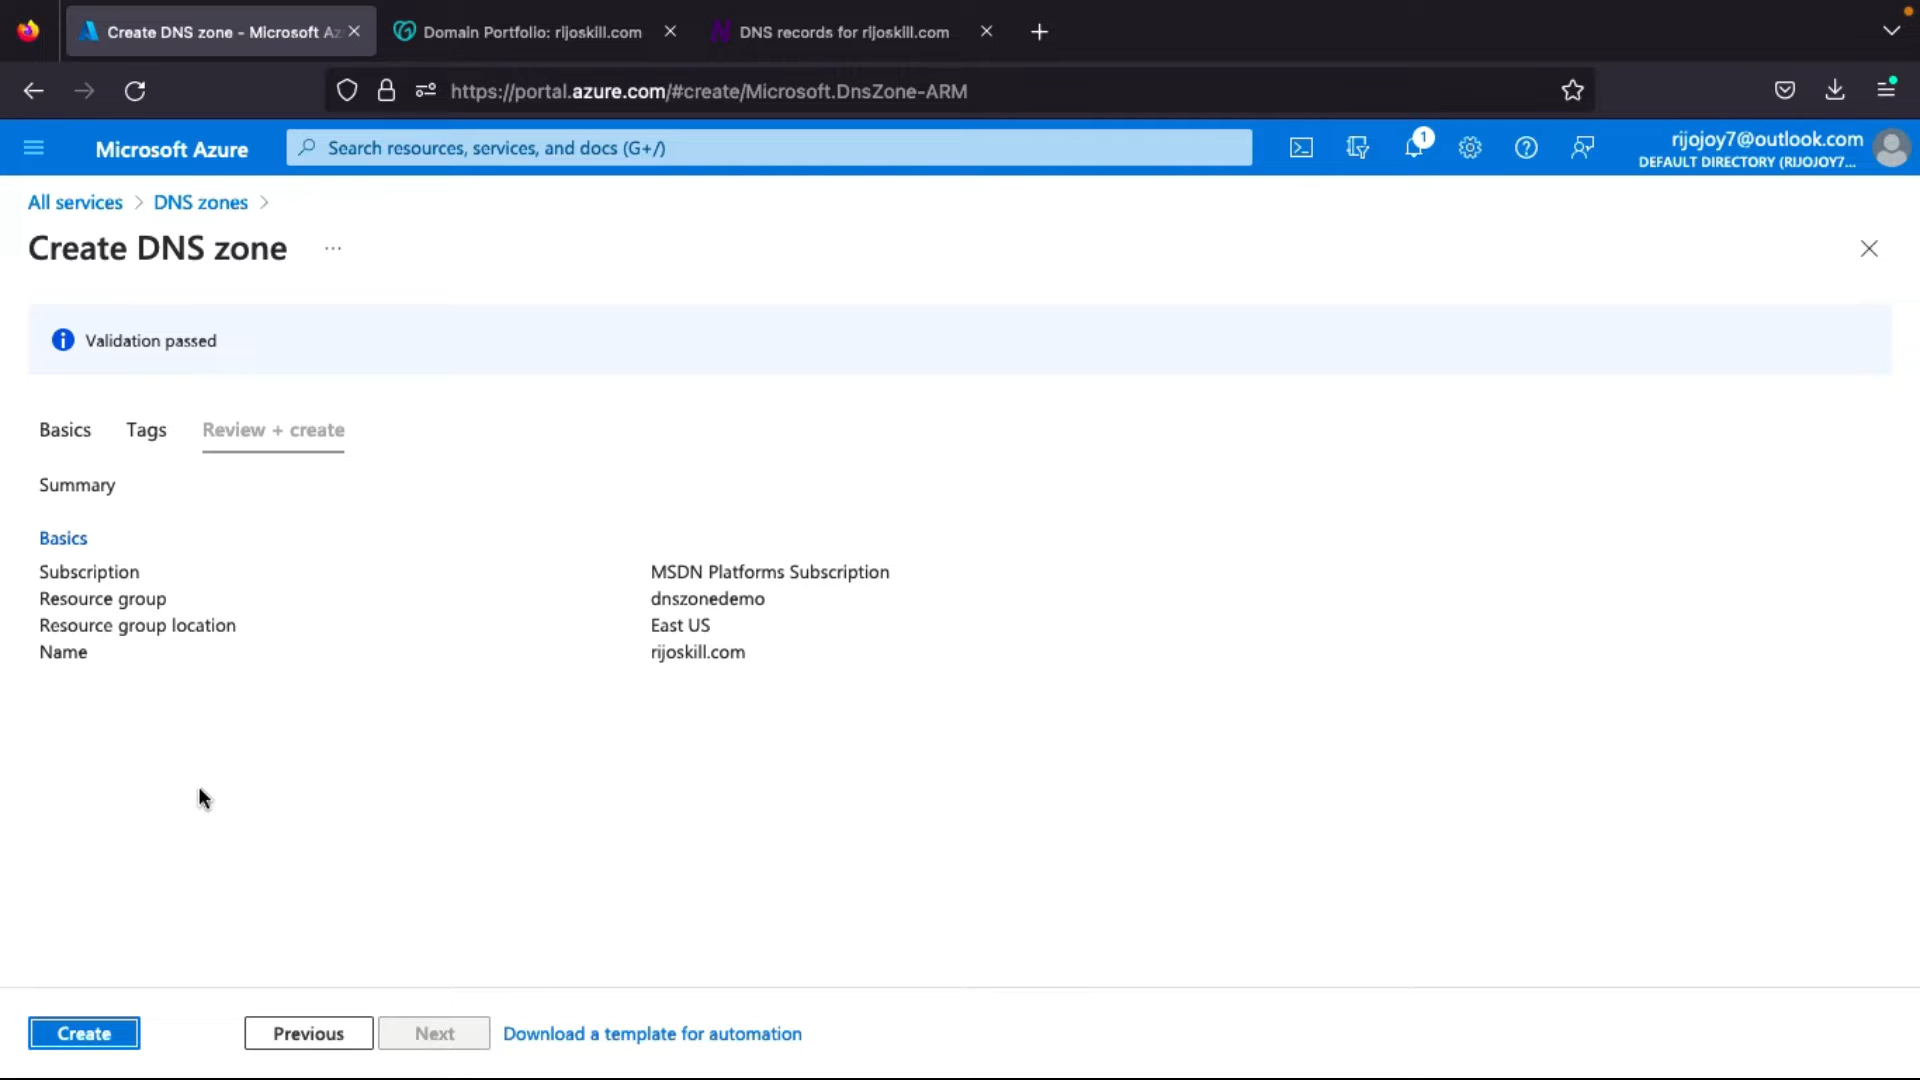 Create DNS zone - Microsoft Az
Domain Portfolio: rijoskill.com
DNS records for rijoskill.com
https://portal.azure.com/#create/Microsoft.DnsZone-ARM
Microsoft Azure
Search resources, services, and docs (G+/)
1
rijojoy7@outlook.com
DEFAULT DIRECTORY (RIJOJOY7...
All services > DNS zones >
Create DNS zone ...
Validation passed
Basics Tags Review + create
Summary
Basics
Subscription MSDN Platforms Subscription
Resource group dnszonedemo
Resource group location East US
Name rijoskill.com
Create Previous Next Download a template for automation